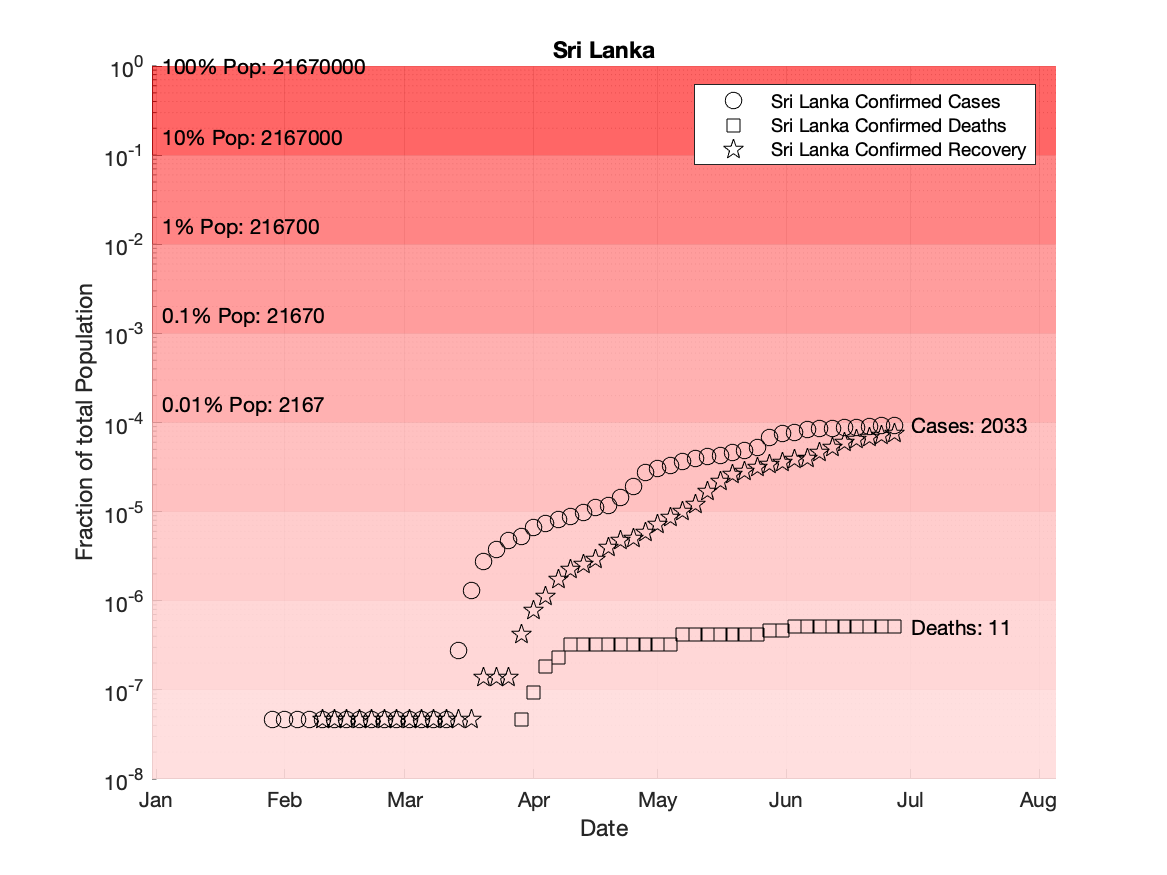 Sri Lanka
10^0
100% Pop: 21670000
Sri Lanka Confirmed Cases
Sri Lanka Confirmed Deaths
Sri Lanka Confirmed Recovery
10% Pop: 2167000
10^-1
1% Pop: 216700
10^-2
0.1% Pop: 21670
10^-3
0.01% Pop: 2167
10^-4
Cases: 2033
10^-5
10^-6
Deaths: 11
10^-7
10^-8
Fraction of total Population
Jan Feb Mar Apr May Jun Jul Aug
Date